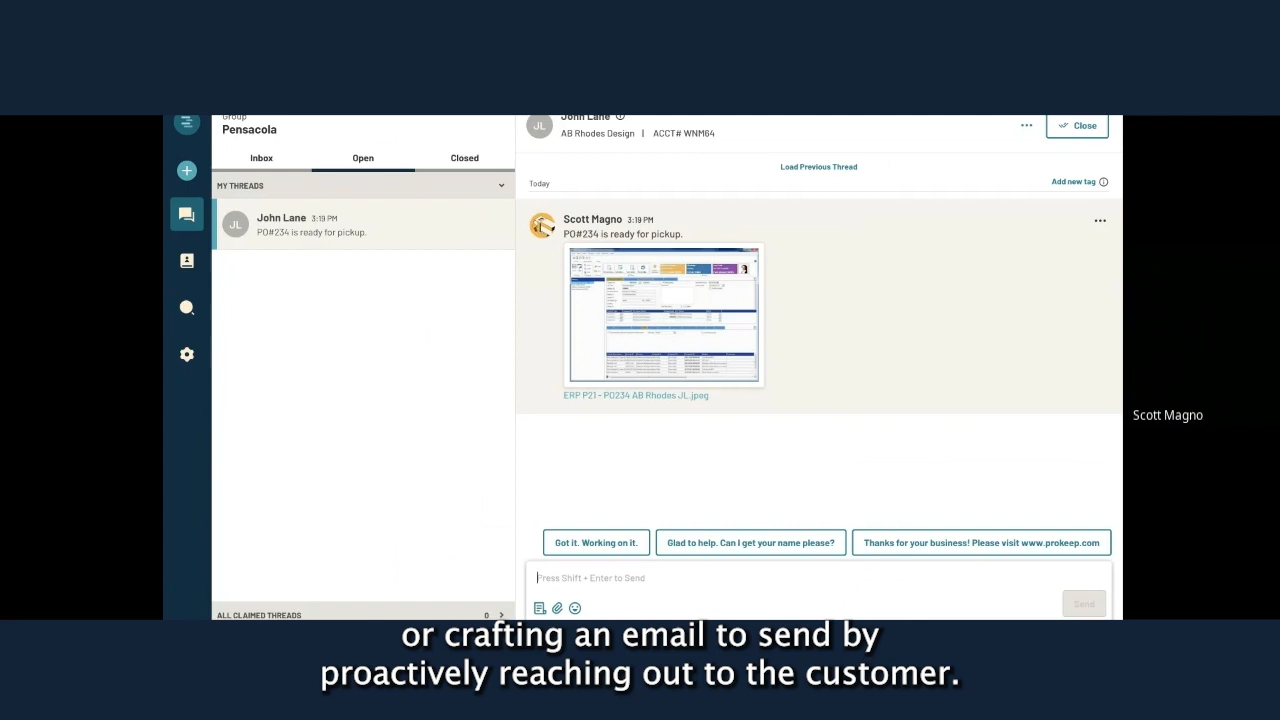 Group
Pensacola
Inbox
Open
Closed
MY THREADS
JL
John Lane 3:19 PM
PO#234 is ready for pickup.
ALL CLAIMED THREADS 0
JL
John Lane
AB Rhodes Design | ACCT# WNM64
Close
Load Previous Thread
Today
Add new tag
Scott Magno 3:19 PM
PO#234 is ready for pickup.
ERP P21 - PO234 AB Rhodes JL.jpeg
Got it. Working on it.
Glad to help. Can I get your name please?
Thanks for your business! Please visit www.prokeep.com
Press Shift + Enter to Send
Send
Scott Magno
or crafting an email to send by
proactively reaching out to the customer.